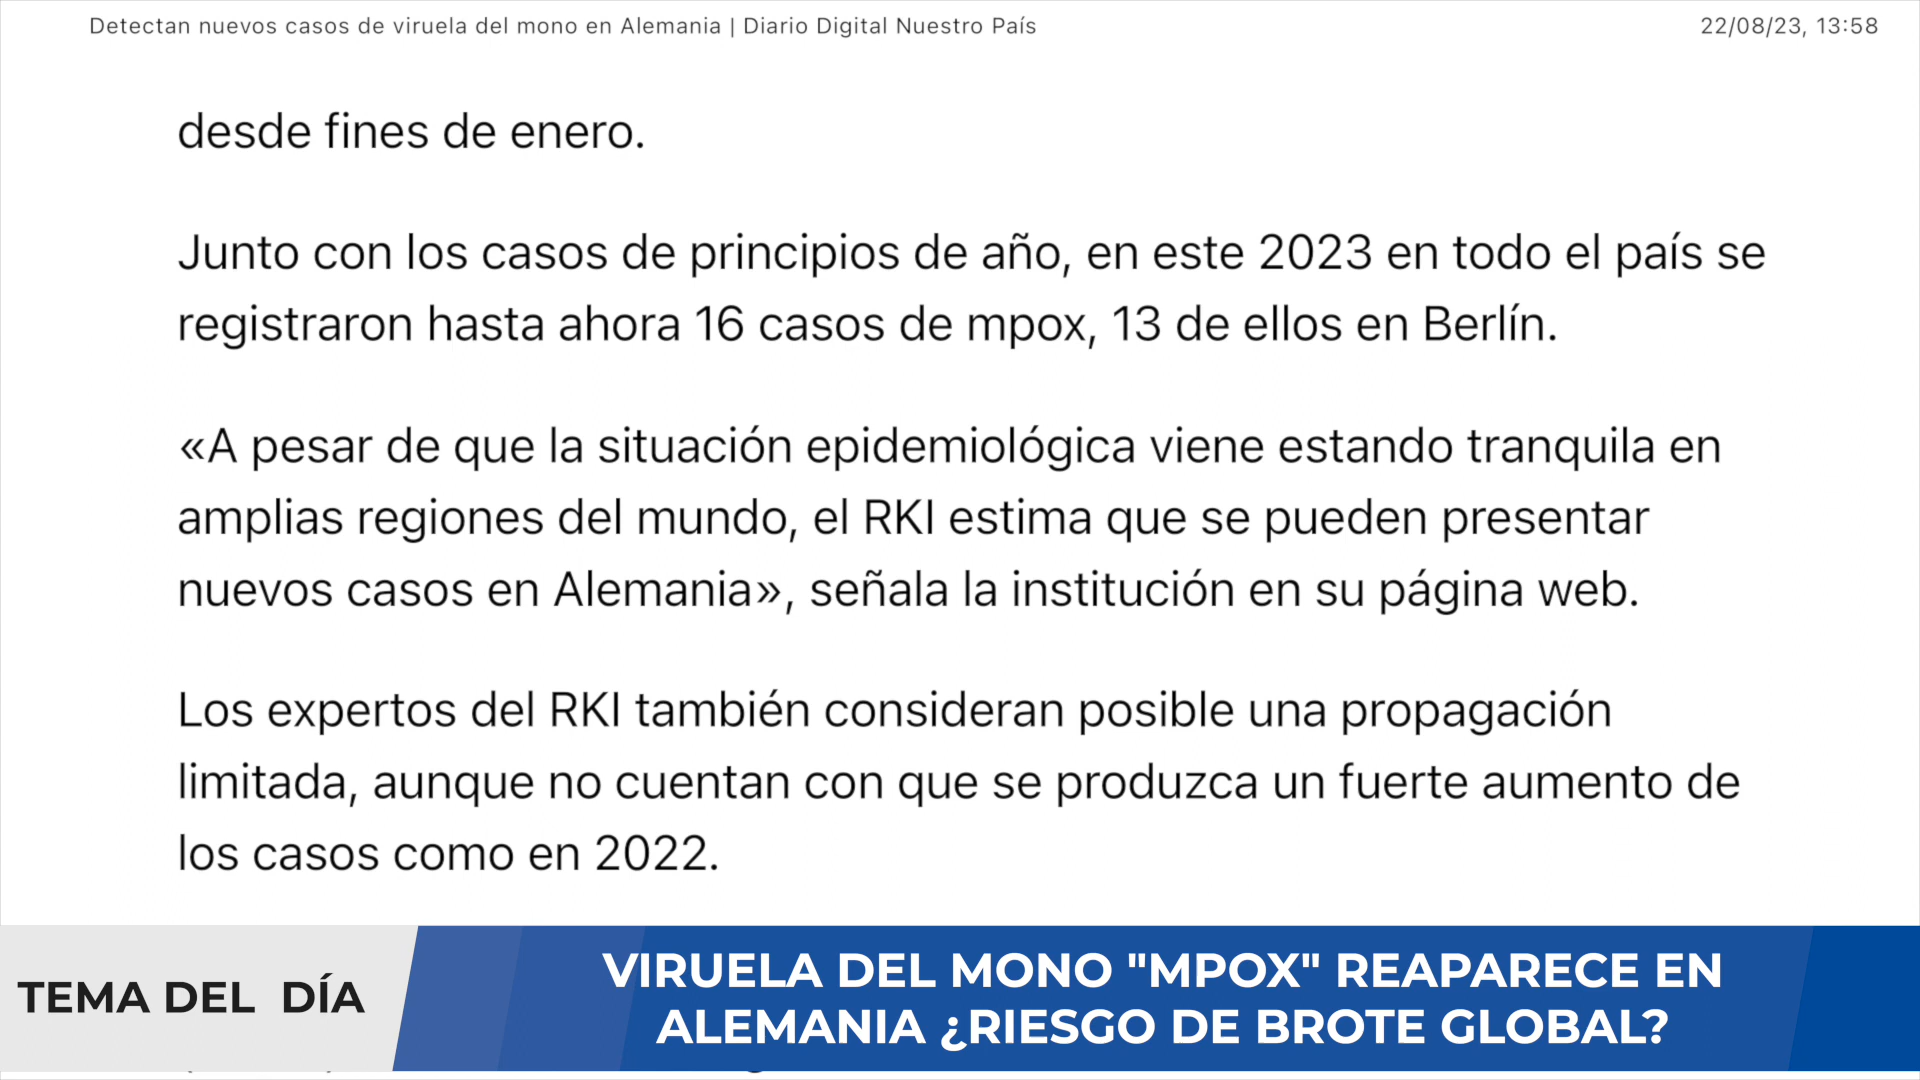 Detectan nuevos casos de viruela del mono en Alemania | Diario Digital Nuestro País
22/08/23, 13:58
desde fines de enero.
Junto con los casos de principios de año, en este 2023 en todo el país se
registraron hasta ahora 16 casos de mpox, 13 de ellos en Berlín.
«A pesar de que la situación epidemiológica viene estando tranquila en
amplias regiones del mundo, el RKI estima que se pueden presentar
nuevos casos en Alemania», señala la institución en su página web.
Los expertos del RKI también consideran posible una propagación
limitada, aunque no cuentan con que se produzca un fuerte aumento de
los casos como en 2022.
TEMA DEL DÍA
VIRUELA DEL MONO "MPOX" REAPARECE EN
ALEMANIA ¿RIESGO DE BROTE GLOBAL?